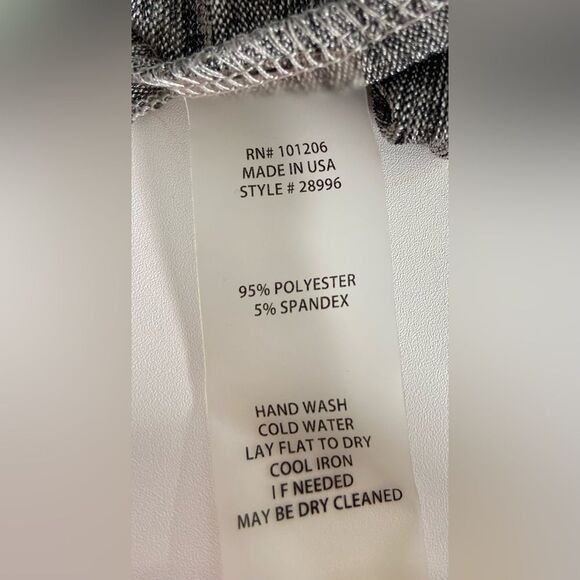 RN# 101206
MADE IN USA
STYLE # 28996
95% POLYESTER
5% SPANDEX
HAND WASH
COLD WATER
LAY FLAT TO DRY
COOL IRON
I F NEEDED
MAY BE DRY CLEANED